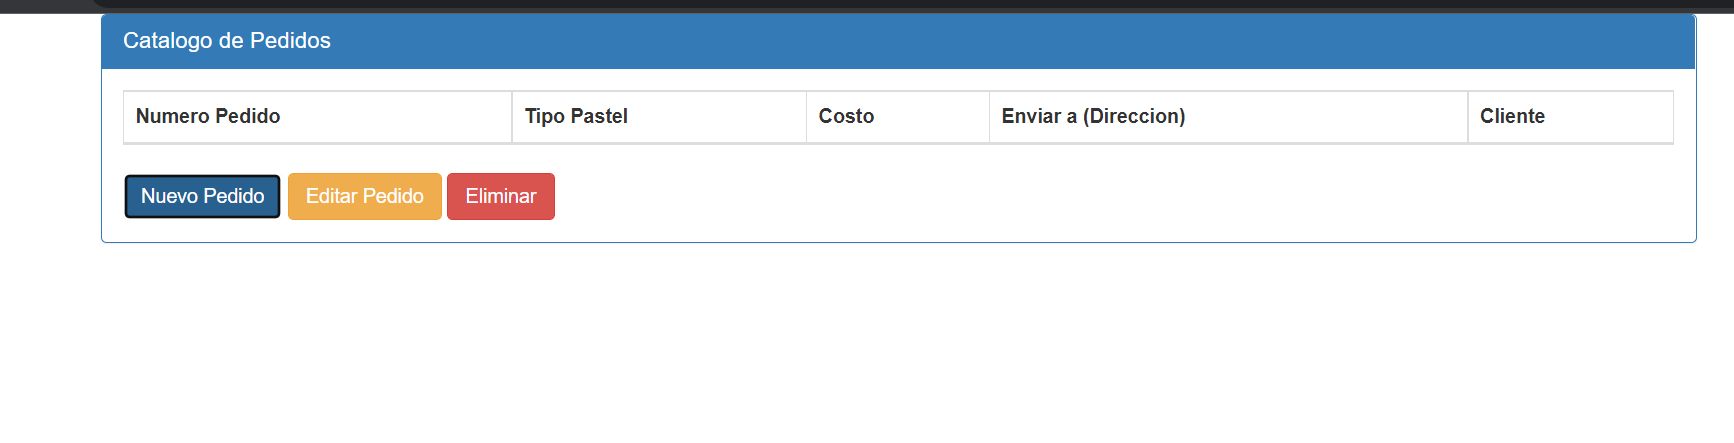 Catalogo de Pedidos
Numero Pedido Tipo Pastel Costo Enviar a (Direccion) Cliente
Nuevo Pedido Editar Pedido Eliminar